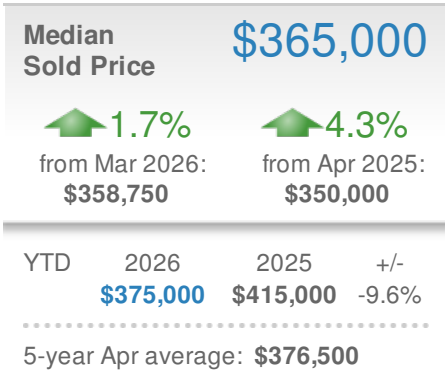 Median
Sold Price
$365,000
1.7%
from Mar 2026:
$358,750
4.3%
from Apr 2025:
$350,000
YTD 2026 2025 +/-
$375,000 $415,000 -9.6%
5-year Apr average: $376,500